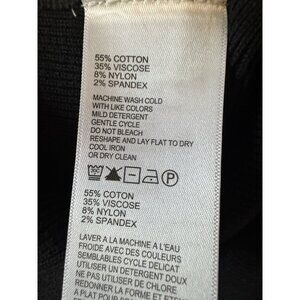 55% COTTON
35% VISCOSE
8% NYLON
2% SPANDEX
MACHINE WASH COLD
WITH LIKE COLORS
MILD DETERGENT
GENTLE CYCLE
DO NOT BLEACH
RESHAPE AND LAY FLAT TO DRY
COOL IRON
OR DRY CLEAN
P
55% COTON
35% VISCOSE
8% NYLON
2% SPANDEX
LAVER A LA MACHINE A L'EAU
FROIDE AVEC DES COULEURS
SEMBLABLES CYCLE DELICAT
UTILISER UN DETERGENT DOUX
NE PAS UTILISER DE
REDONNER
A PLAT POUR